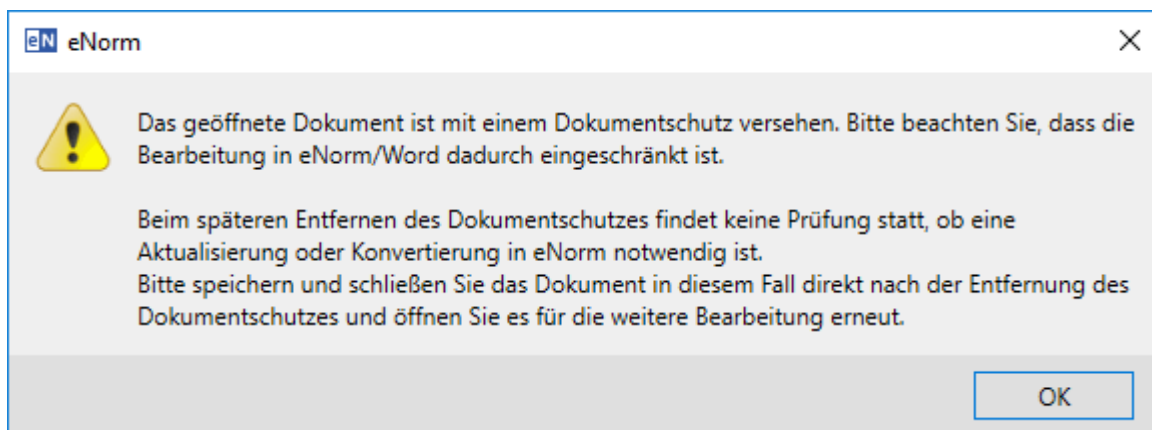 eN eNorm
Das geöffnete Dokument ist mit einem Dokumentschutz versehen. Bitte beachten Sie, dass die
Bearbeitung in eNorm/Word dadurch eingeschränkt ist.
Beim späteren Entfernen des Dokumentschutzes findet keine Prüfung statt, ob eine
Aktualisierung oder Konvertierung in eNorm notwendig ist.
Bitte speichern und schließen Sie das Dokument in diesem Fall direkt nach der Entfernung des
Dokumentschutzes und öffnen Sie es für die weitere Bearbeitung erneut.
OK